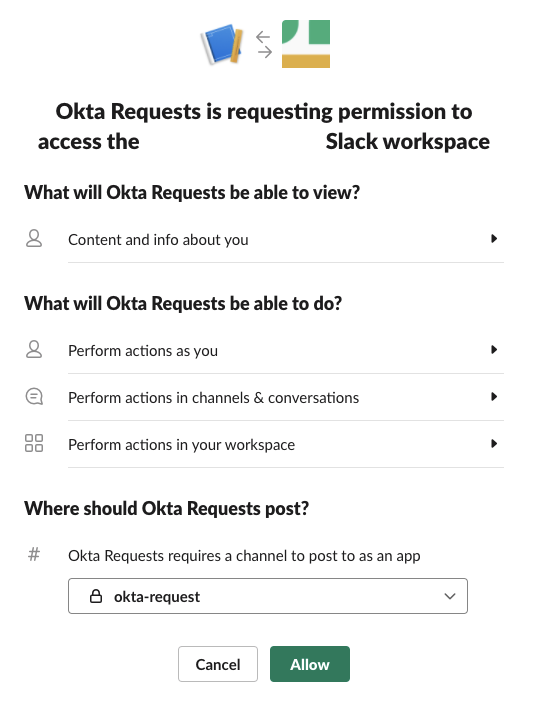 Okta Requests is requesting permission to
access the Slack workspace
What will Okta Requests be able to view?
Content and info about you
What will Okta Requests be able to do?
Perform actions as you
Perform actions in channels & conversations
Perform actions in your workspace
Where should Okta Requests post?
# Okta Requests requires a channel to post to as an app
okta-request
Cancel Allow